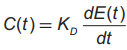 C(t) = K_D dE(t)/dt